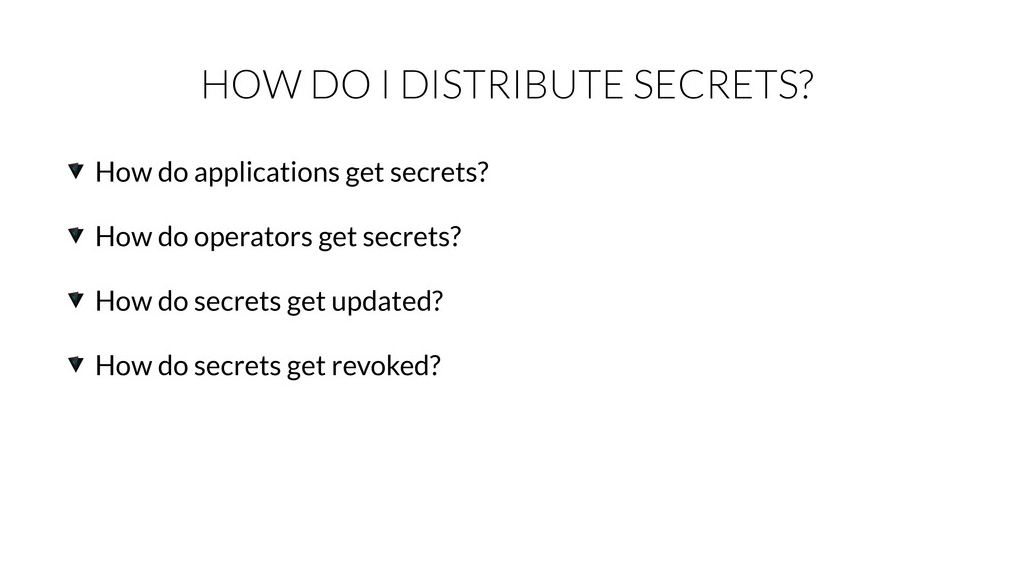 HOW DO I DISTRIBUTE SECRETS?
How do applications get secrets?
How do operators get secrets?
How do secrets get updated?
How do secrets get revoked?